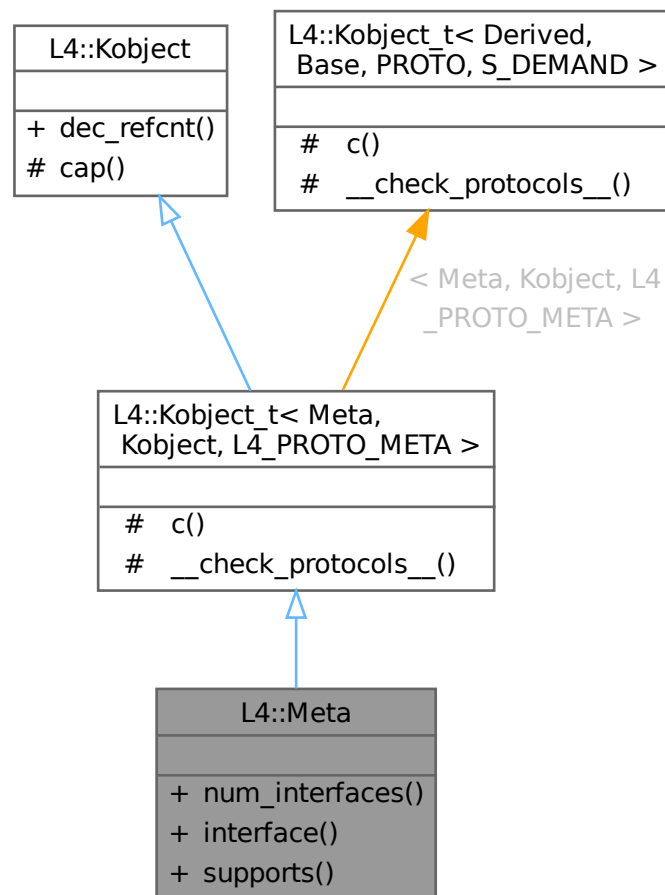 L4::Kobject
+ dec_refcnt()
# cap()
L4::Kobject_t< Derived,
Base, PROTO, S_DEMAND >
# c()
# __check_protocols__()
< Meta, Kobject, L4
_PROTO_META >
L4::Kobject_t< Meta,
Kobject, L4_PROTO_META >
# c()
# __check_protocols__()
L4::Meta
+ num_interfaces()
+ interface()
+ supports()